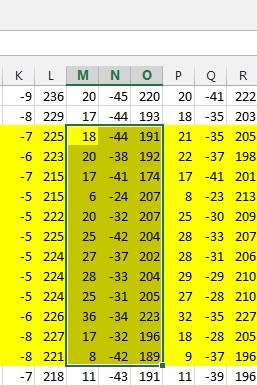 K L M N O P Q R
-9 236 20 -45 220 20 -41 222
-8 229 17 -44 193 18 -35 203
-7 225 18 -44 191 21 -35 205
-6 223 20 -38 192 22 -37 198
-7 215 17 -41 174 17 -41 201
-5 215 6 -24 207 8 -23 213
-5 222 20 -32 207 25 -30 209
-5 225 25 -42 204 28 -33 207
-5 224 27 -37 202 28 -31 206
-5 224 28 -33 204 29 -29 210
-5 224 25 -31 205 27 -28 210
-6 226 36 -34 223 32 -35 227
-8 227 17 -32 196 18 -28 205
-8 221 8 -42 189 9 -37 196
-7 218 11 -43 191 11 -39 196